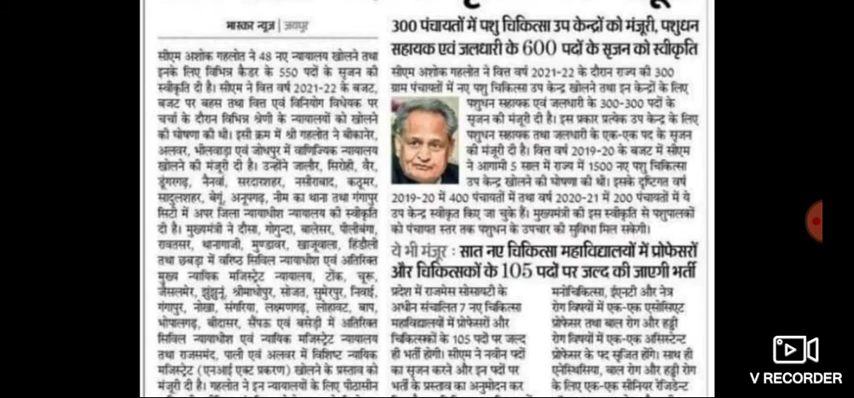 भास्कर न्यूज | जयपुर
सीएम अशोक गहलोत ने 48 नए न्यायालय खोलने तथा
इनके लिए विभिन्न कैडर के 550 पदों के सृजन की
स्वीकृति दी है। सीएम ने वर्ष 2021-22 के बजट,
बजट पर बहस तथा वित्त एवं विनियोग विधेयक पर
चर्चा के दौरान विभिन्न श्रेणी के न्यायालयों को खोलने
की घोषणा की थी। इसी क्रम में श्री गहलोत ने बीकानेर,
अलवर, भीलवाड़ा एवं जोधपुर में वाणिज्यिक न्यायालय
खोलने की मंजूरी दी है। उन्होंने जालौर, सिरोही, वैर,
डूंगरगढ़, नैनवां, सरदारशहर, नसीराबाद, कठूमर,
सादुलशहर, बेगूं, अनूपगढ़, नीम का थाना तथा गंगापुर
सिटी में अपर जिला न्यायाधीश न्यायालय की स्वीकृति
दी है। मुख्यमंत्री ने दौसा, गोगुन्दा, बालेसर, पीलीबंगा,
रावतसर, थानागाजी, मुण्डावर, खाजूवाला, हिंडौली
तथा छबड़ा में वरिष्ठ सिविल न्यायाधीश एवं अतिरिक्त
मुख्य न्यायिक मजिस्ट्रेट न्यायालय, टोंक, चूरू,
जैसलमेर, झुंझुनूं, श्रीमाधोपुर, सोजत, सुमेरपुर, निवाई,
गंगापुर, नोखा, संगरिया, लक्ष्मणगढ़, लोहावट, बाप,
भोपालगढ़, बीदासर, सैंपऊ एवं बसेड़ी में अतिरिक्त
सिविल न्यायाधीश एवं न्यायिक मजिस्ट्रेट न्यायालय
तथा राजसमंद, पाली एवं अलवर में विशिष्ट न्यायिक
मजिस्ट्रेट (एनआई एक्ट प्रकरण) खोलने के प्रस्ताव को
मंजूरी दी है। गहलोत ने इन न्यायालयों के लिए पीठासीन
300 पंचायतों में पशु चिकित्सा उप केन्द्रों को मंजूरी, पशुधन
सहायक एवं जलधारी के 600 पदों के सृजन को स्वीकृति
सीएम अशोक गहलोत ने वित्त वर्ष 2021-22 के दौरान राज्य की 300
ग्राम पंचायतों में नए पशु चिकित्सा उप केन्द्र खोलने तथा इन केन्द्रों के लिए
पशुधन सहायक एवं जलधारी के 300-300 पदों के
सृजन की मंजूरी दी है। इस प्रकार प्रत्येक उप केन्द्र के लिए
पशुधन सहायक तथा जलधारी के एक-एक पद के सृजन
की मंजूरी दी है। वित्त वर्ष 2019-20 के बजट में सीएम
ने आगामी 5 साल में राज्य में 1500 नए पशु चिकित्सा
उप केन्द्र खोलने की घोषणा की थी। इसके दृष्टिगत वर्ष
2019-20 में 400 पंचायतों में तथा वर्ष 2020-21 में 200 पंचायतों में ये
उप केन्द्र स्वीकृत किए जा चुके हैं। मुख्यमंत्री की इस स्वीकृति से पशुपालकों
को पंचायत स्तर तक पशुधन के उपचार की सुविधा मिल सकेगी।
ये भी मंजूर : सात नए चिकित्सा महाविद्यालयों में प्रोफेसरों
और चिकित्सकों के 105 पदों पर जल्द की जाएगी भर्ती
प्रदेश में राजमेस सोसायटी के
अधीन संचालित 7 नए चिकित्सा
महाविद्यालयों में प्रोफेसरों और
चिकित्सकों के 105 पदों पर जल्द
ही भर्ती होगी। सीएम ने नवीन पदों
का सृजन करने और इन पदों पर
भर्ती के प्रस्ताव का अनुमोदन कर
मनोचिकित्सा, ईएनटी और नेत्र
रोग विषयों में एक-एक एसोसिएट
प्रोफेसर तथा बाल रोग और हड्डी
रोग विषयों में एक-एक असिस्टेन्ट
प्रोफेसर के पद सृजित होंगे। साथ ही
एनेस्थिसिया, बाल रोग और हड्डी रोग
के लिए एक-एक सीनियर रेजिडेन्ट
V RECORDER